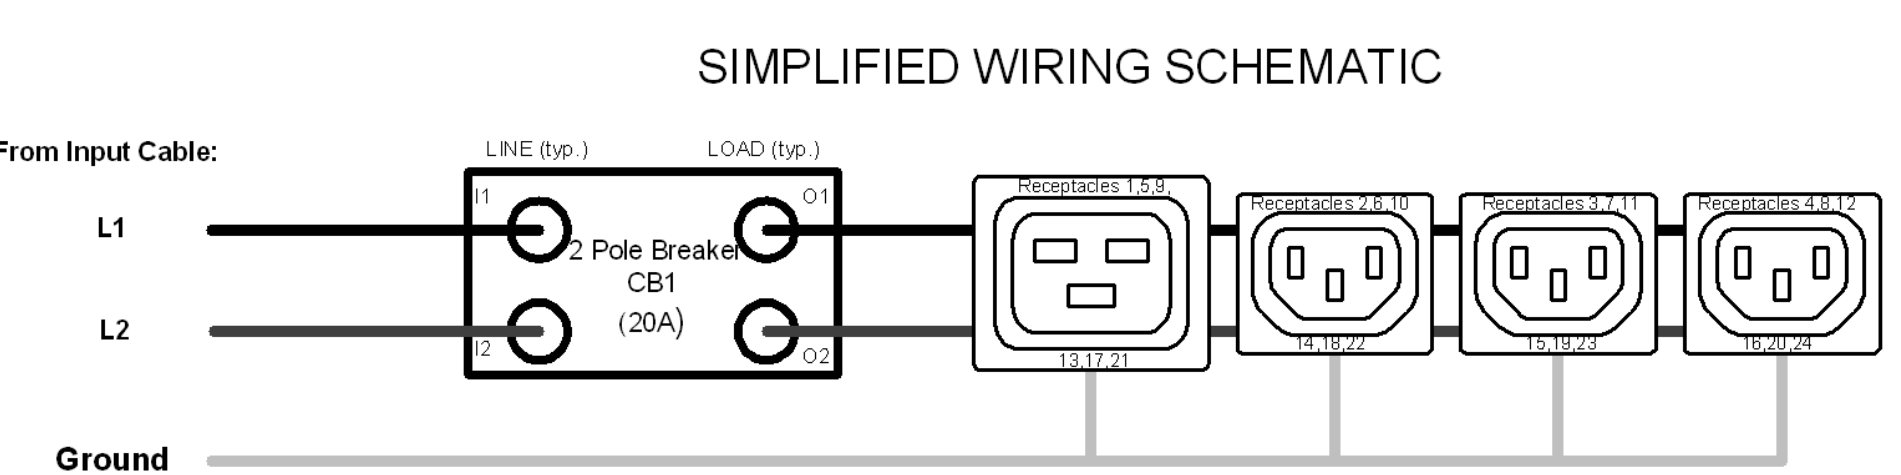 SIMPLIFIED WIRING SCHEMATIC
From Input Cable:
LINE (typ.)
LOAD (typ.)
I1
O1
L1
2 Pole Breaker
CB1
(20A)
L2
I2
O2
Receptacles 1,5,9,
13,17,21
Receptacles 2,6,10
14,18,22
Receptacles 3,7,11
15,19,23
Receptacles 4,8,12
16,20,24
Ground